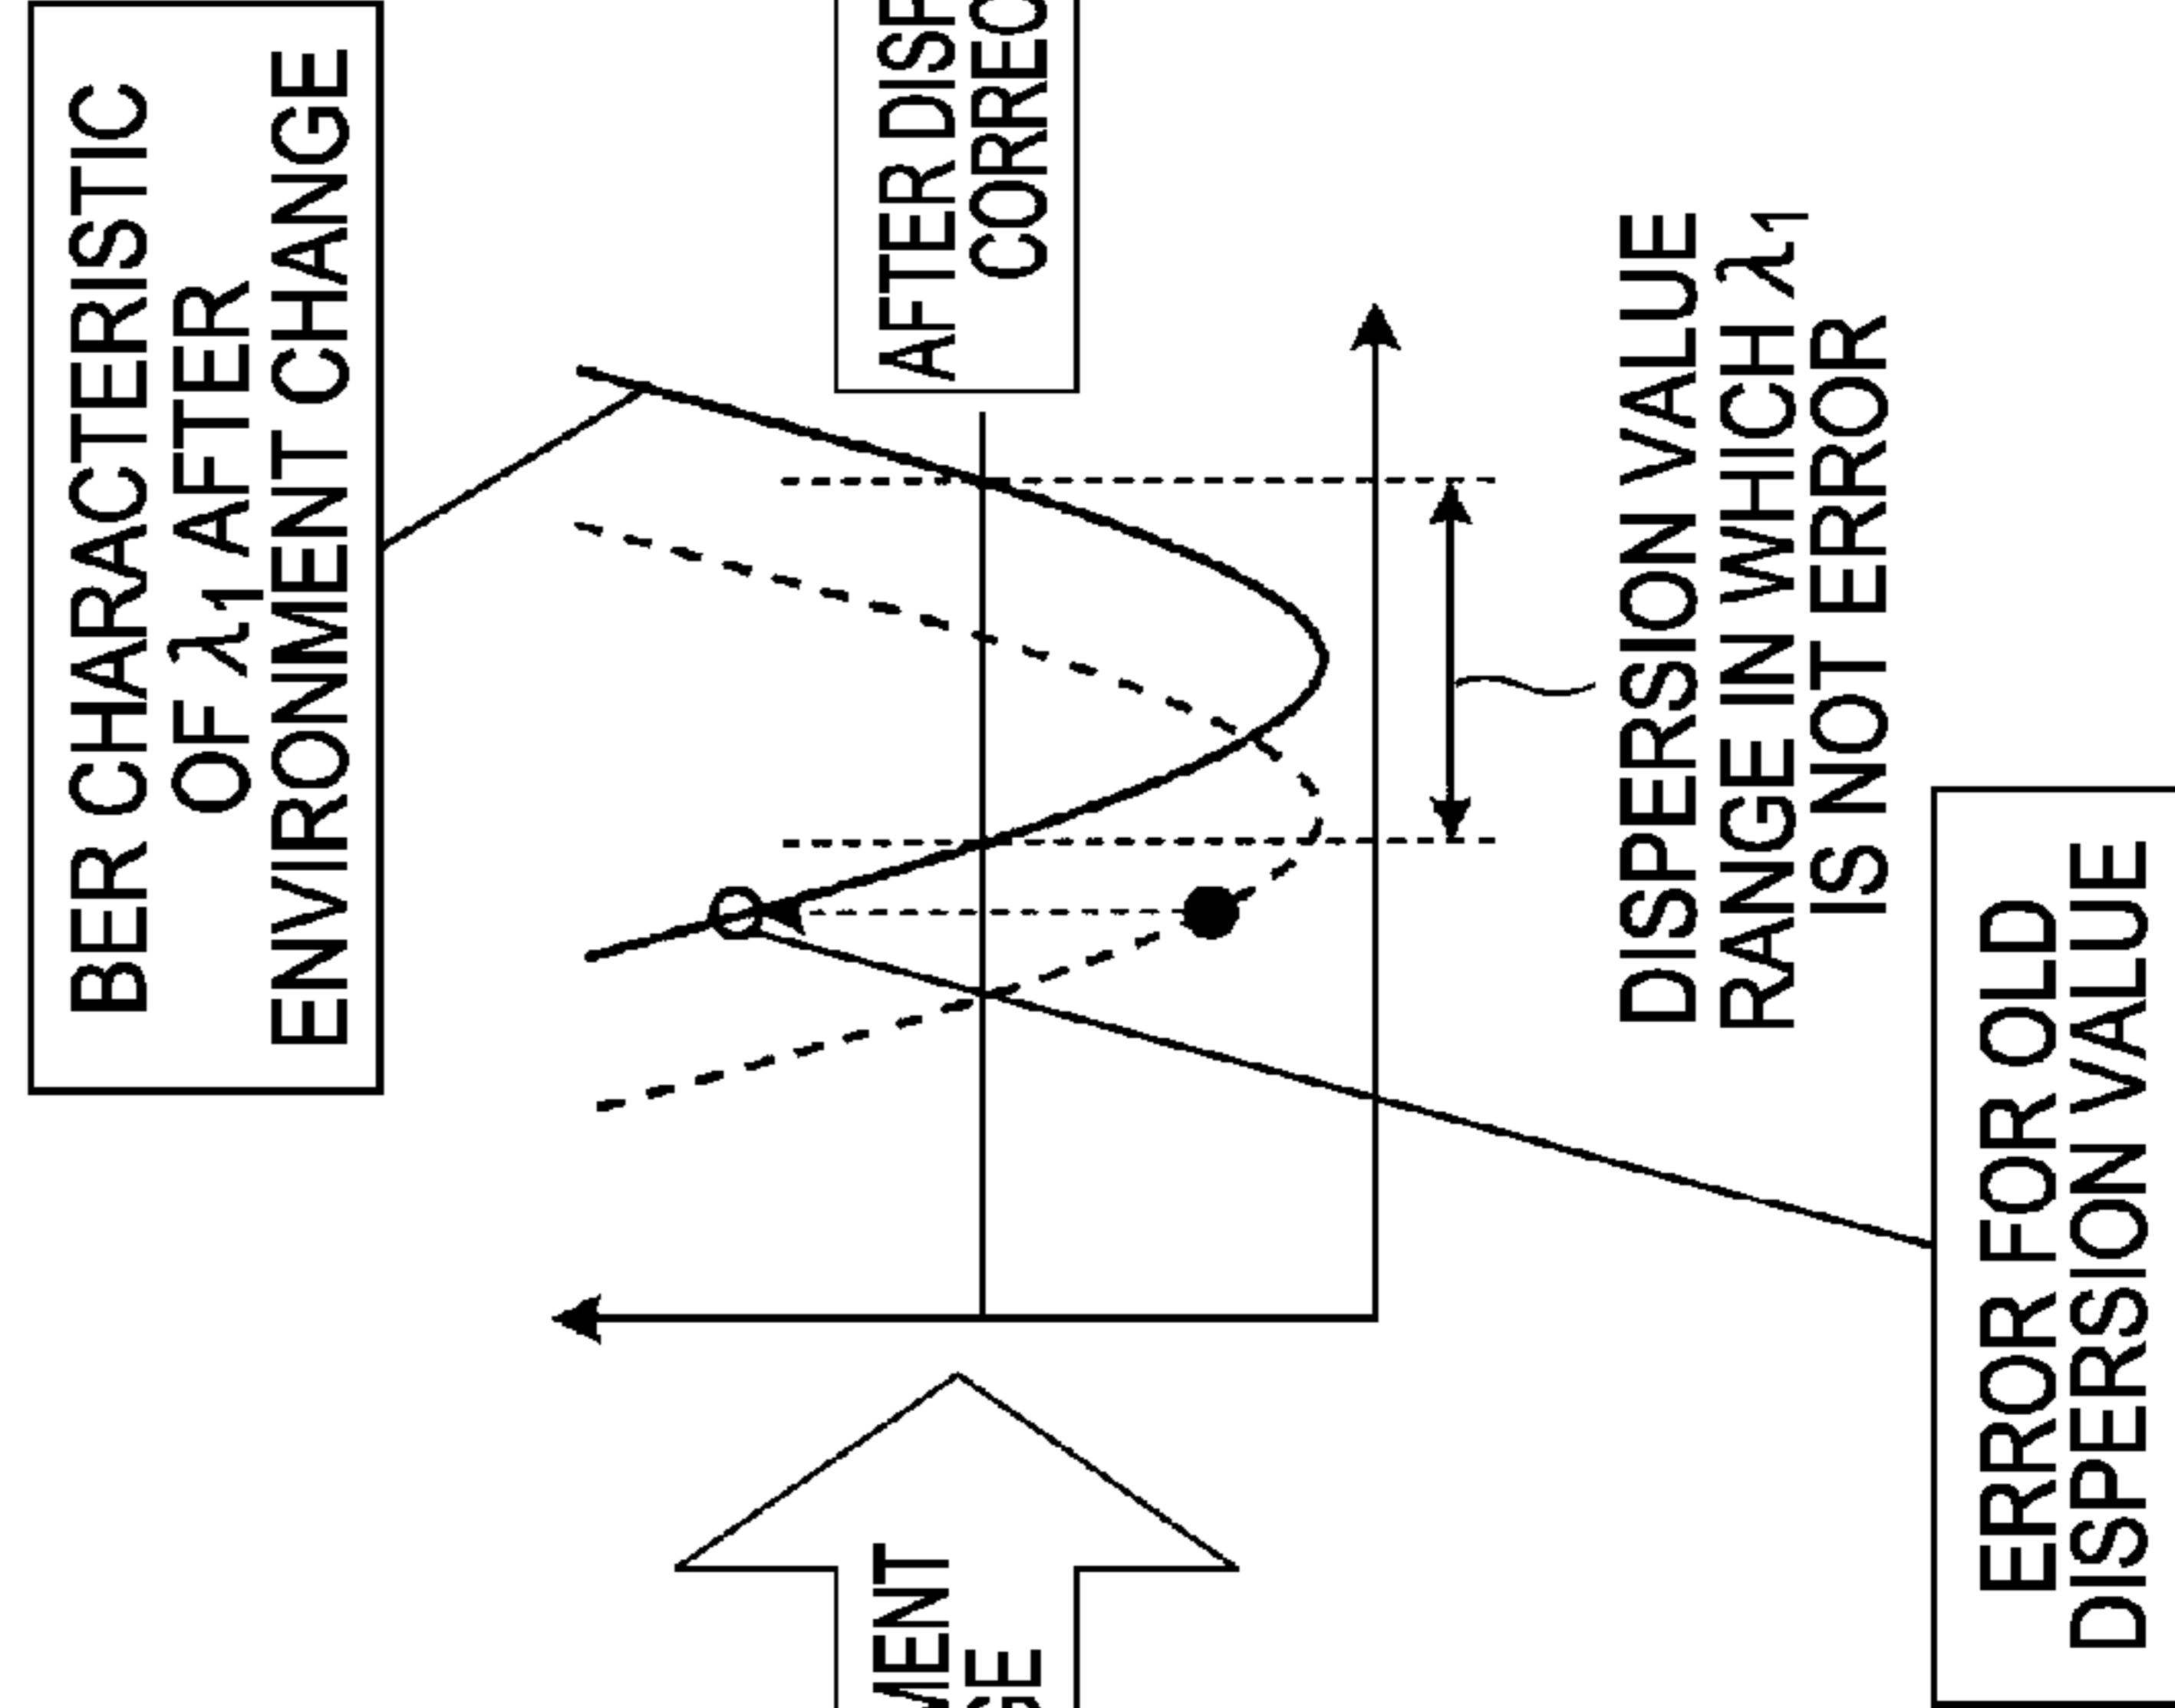 BER CHARACTERISTIC
OF λ1 AFTER
ENVIRONMENT CHANGE
AFTER
DISPERSION VALUE
RANGE IN WHICH λ1
IS NOT ERROR
ERROR FOR OLD
DISPERSION VALUE